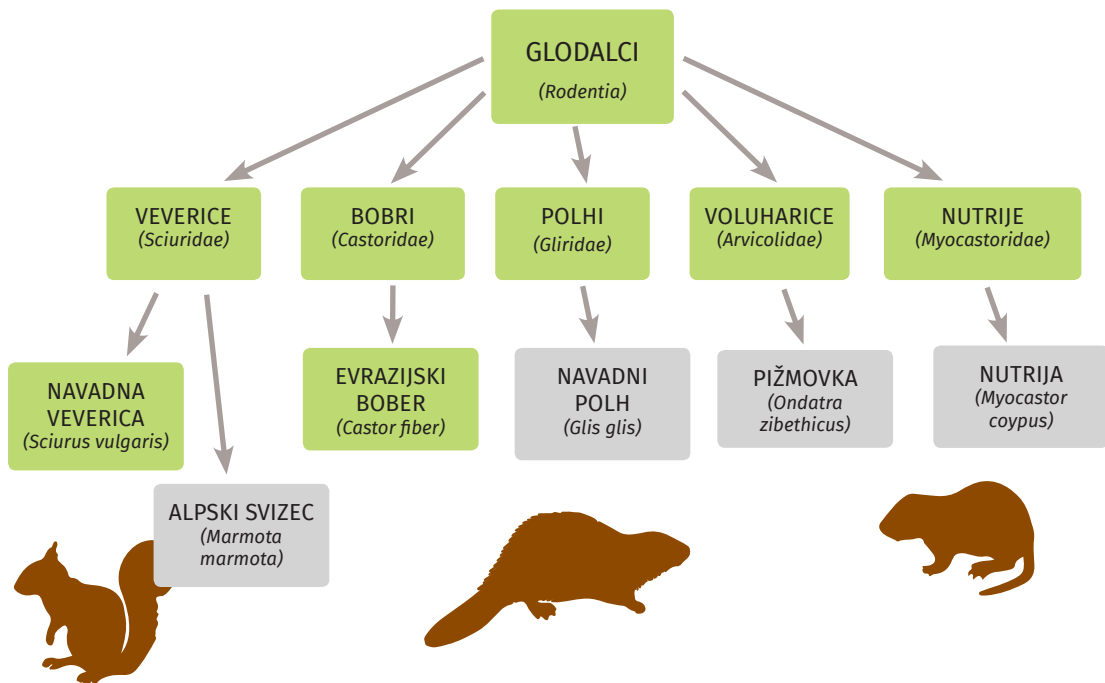 GLODALCI
(Rodentia)
VEVERICE
(Sciuridae)
BOBRI
(Castoridae)
POLHI
(Gliridae)
VOLUHARICE
(Arvicolidae)
NUTRIJE
(Myocastoridae)
NAVADNA
VEVERICA
(Sciurus vulgaris)
ALPSKI SVIZEC
(Marmota
marmota)
EVRAZIJSKI
BOBER
(Castor fiber)
NAVADNI
POLH
(Glis glis)
PIŽMOVKA
(Ondatra
zibethicus)
NUTRIJA
(Myocastor
coypus)